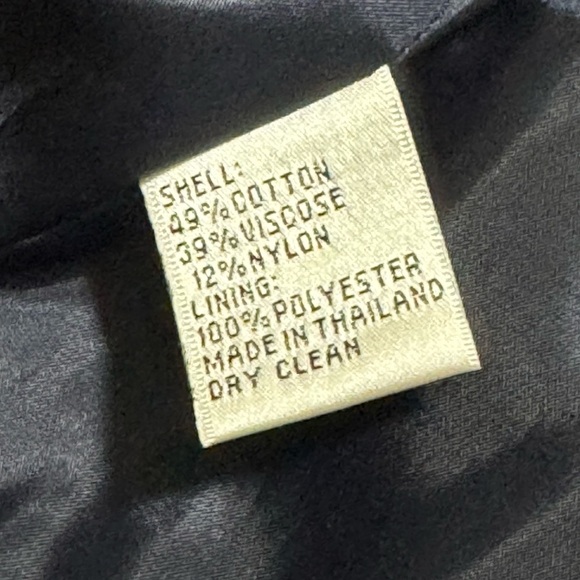 SHELL:
49%COTTON
39%VISCOSE
12%NYLON
LINING:
100%POLYESTER
MADE IN THAILAND
DRY CLEAN